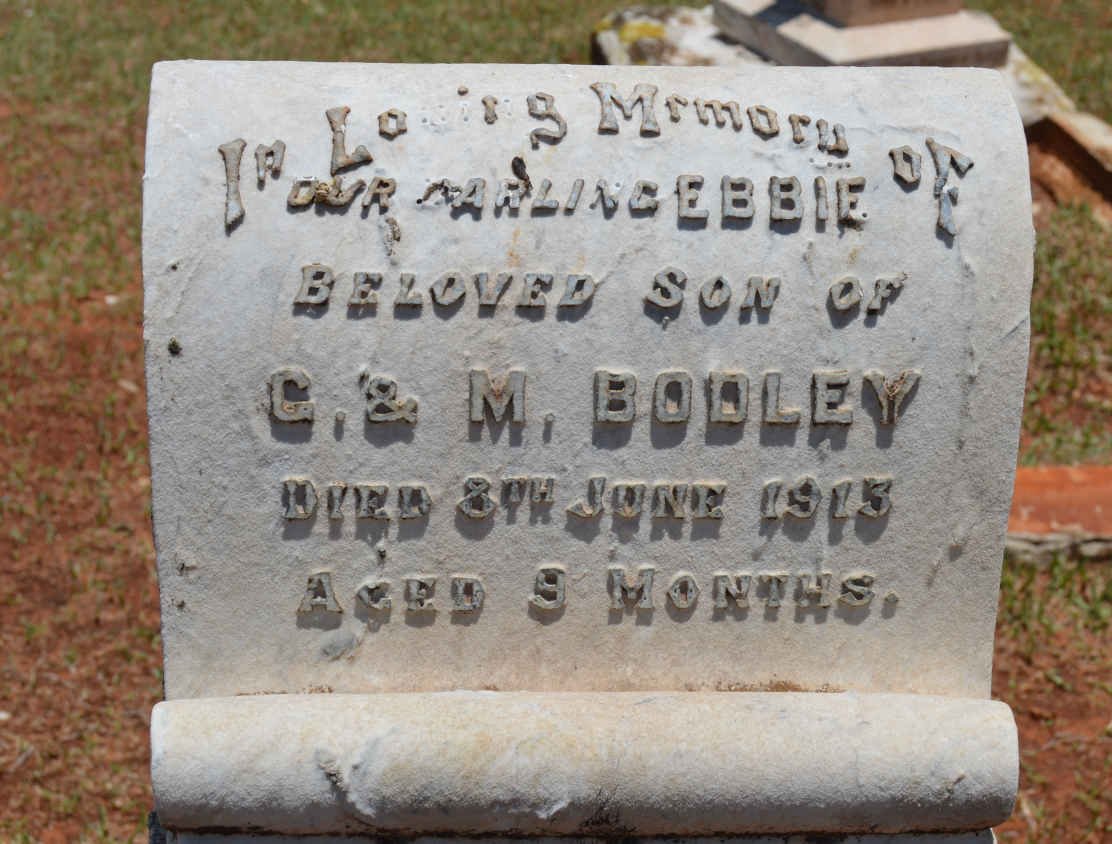 In Loving Memory of
OUR DARLING EBBIE
BELOVED SON OF
G. & M. BODLEY
DIED 8TH JUNE 1913
AGED 9 MONTHS.